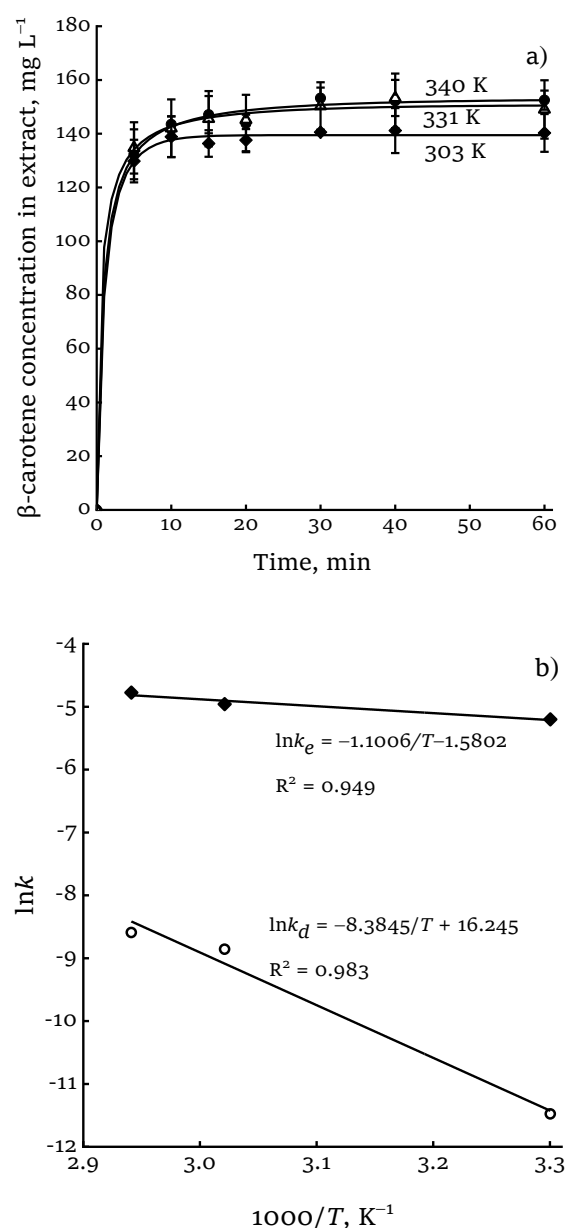 a)
β-carotene concentration in extract, mg L⁻¹
180
160
140
120
100
80
60
40
20
0
340 K
331 K
303 K
0 10 20 30 40 50 60
Time, min
b)
lnk
-4
-5
-6
-7
-8
-9
-10
-11
-12
lnkₑ = −1.1006/T−1.5802
R² = 0.949
lnk_d = −8.3845/T + 16.245
R² = 0.983
2.9 3.0 3.1 3.2 3.3
1000/T, K⁻¹